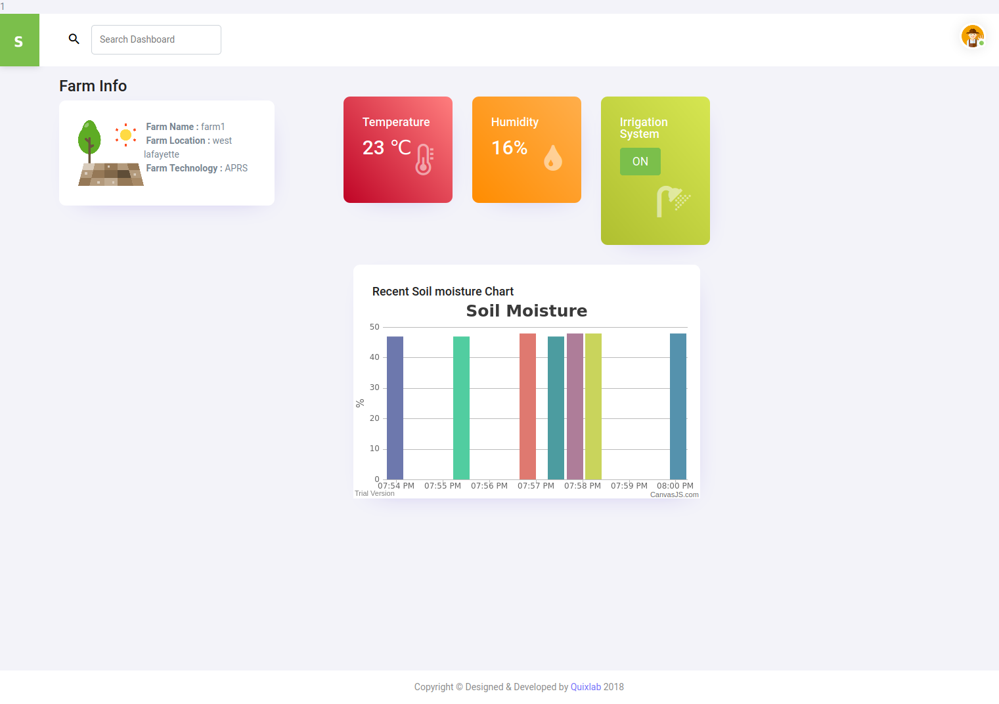 1
S
Search Dashboard
Farm Info
Farm Name : farm1
Farm Location : west
lafayette
Farm Technology : APRS
Temperature
23 ℃
Humidity
16%
Irrigation
System
ON
Recent Soil moisture Chart
Soil Moisture
50
40
30
20
10
0
%
07:54 PM 07:55 PM 07:56 PM 07:57 PM 07:58 PM 07:59 PM 08:00 PM
Trial Version
CanvasJS.com
Copyright © Designed & Developed by Quixlab 2018